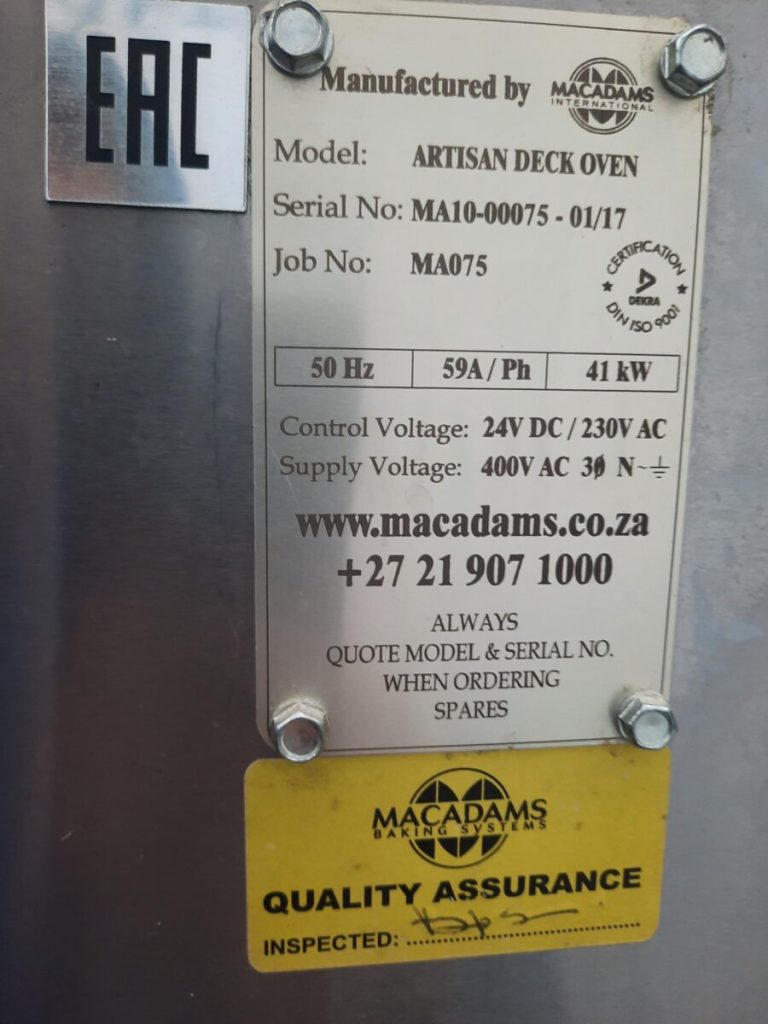 EAC
Manufactured by MACADAMS INTERNATIONAL
Model: ARTISAN DECK OVEN
Serial No: MA10-00075 - 01/17
Job No: MA075
CERTIFICATION
DEKRA
DIN ISO 9001
50 Hz 59A / Ph 41 kW
Control Voltage: 24V DC / 230V AC
Supply Voltage: 400V AC 3Ø N~⏚
www.macadams.co.za
+27 21 907 1000
ALWAYS
QUOTE MODEL & SERIAL NO.
WHEN ORDERING
SPARES
MACADAMS
BAKING SYSTEMS
QUALITY ASSURANCE
INSPECTED: